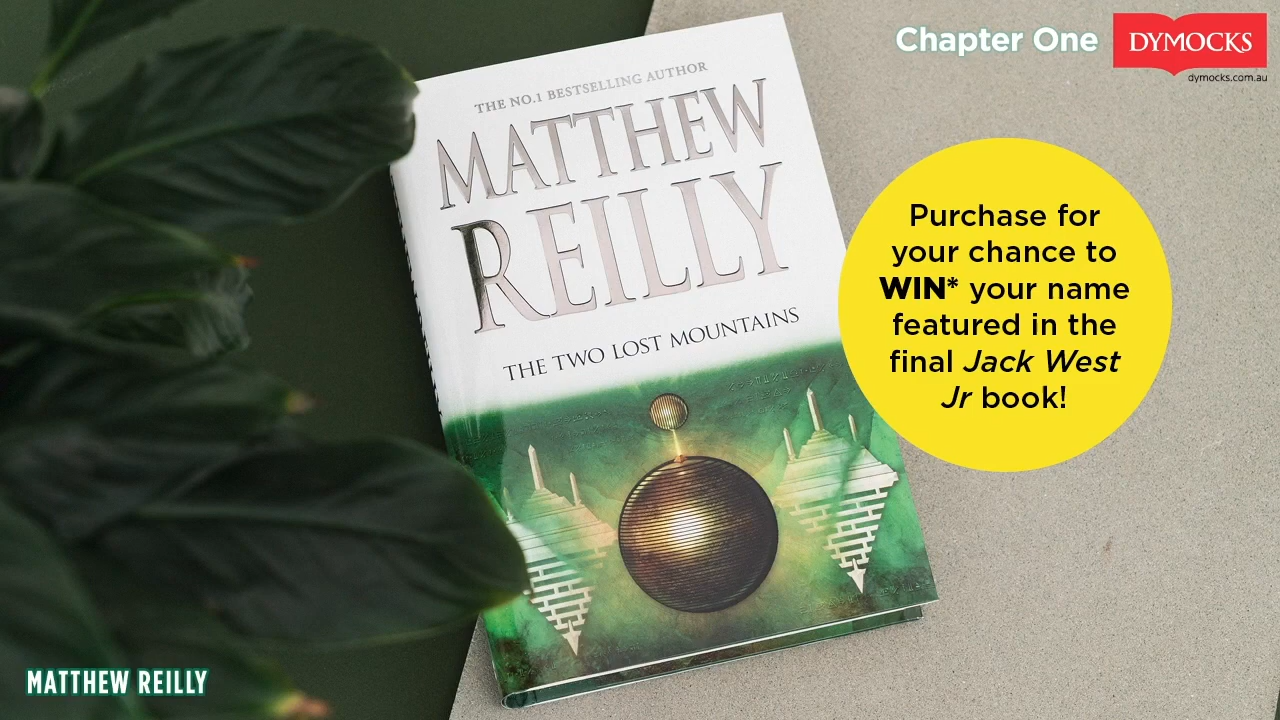 Chapter One
DYMOCKS
dymocks.com.au
THE NO.1 BESTSELLING AUTHOR
MATTHEW
REILLY
THE TWO LOST MOUNTAINS
Purchase for
your chance to
WIN* your name
featured in the
final Jack West
Jr book!
MATTHEW REILLY